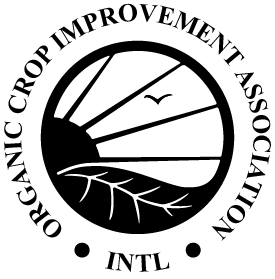 ORGANIC CROP IMPROVEMENT ASSOCIATION
• INTL •